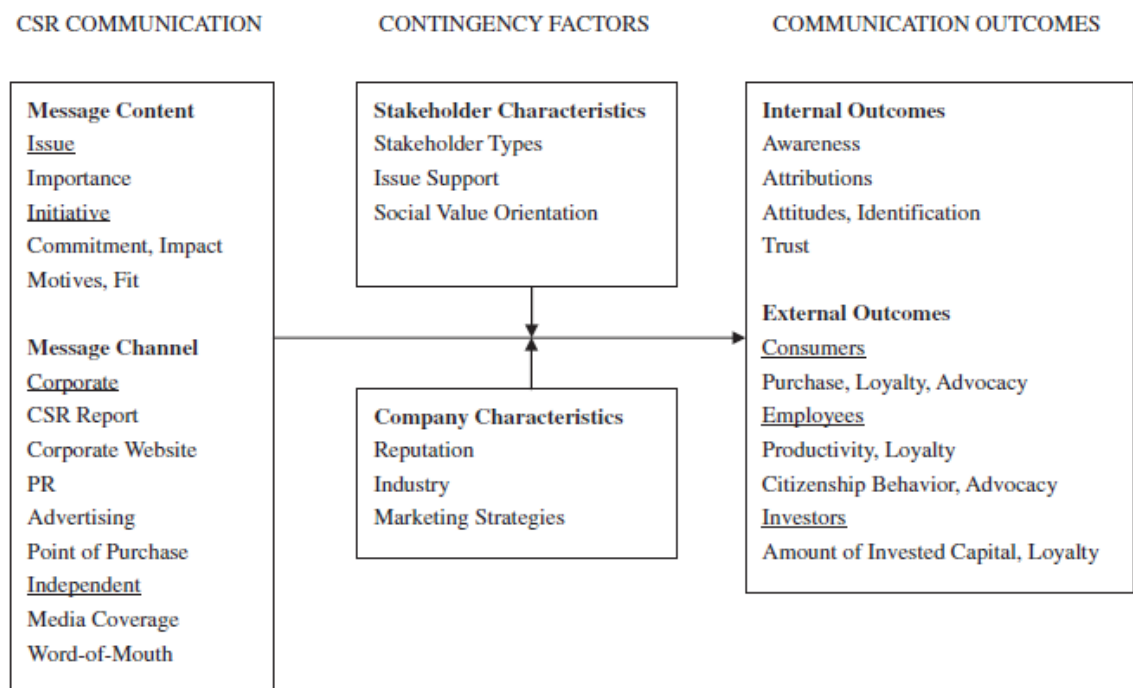 CSR COMMUNICATION
CONTINGENCY FACTORS
COMMUNICATION OUTCOMES
Message Content
Issue
Importance
Initiative
Commitment, Impact
Motives, Fit
Message Channel
Corporate
CSR Report
Corporate Website
PR
Advertising
Point of Purchase
Independent
Media Coverage
Word-of-Mouth
Stakeholder Characteristics
Stakeholder Types
Issue Support
Social Value Orientation
Company Characteristics
Reputation
Industry
Marketing Strategies
Internal Outcomes
Awareness
Attributions
Attitudes, Identification
Trust
External Outcomes
Consumers
Purchase, Loyalty, Advocacy
Employees
Productivity, Loyalty
Citizenship Behavior, Advocacy
Investors
Amount of Invested Capital, Loyalty